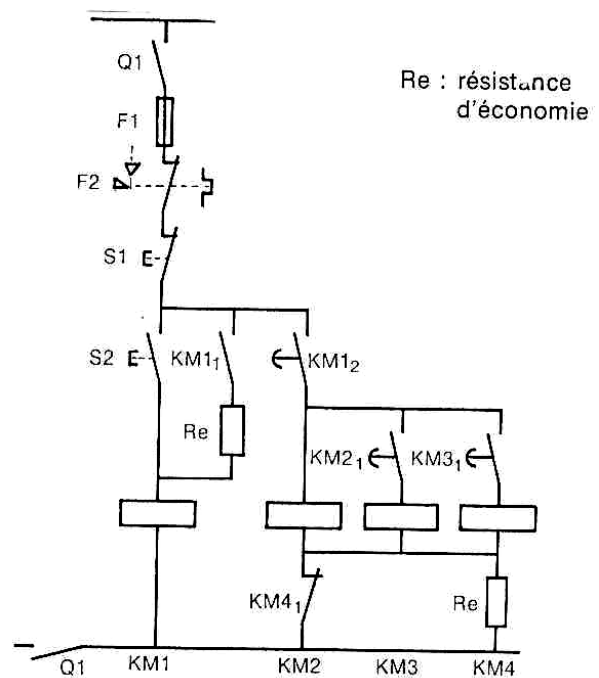 Q1
Re : résistance
d'économie
F1
F2
S1
S2
KM1₁
KM1₂
Re
KM2₁
KM3₁
KM4₁
Re
Q1
KM1
KM2
KM3
KM4